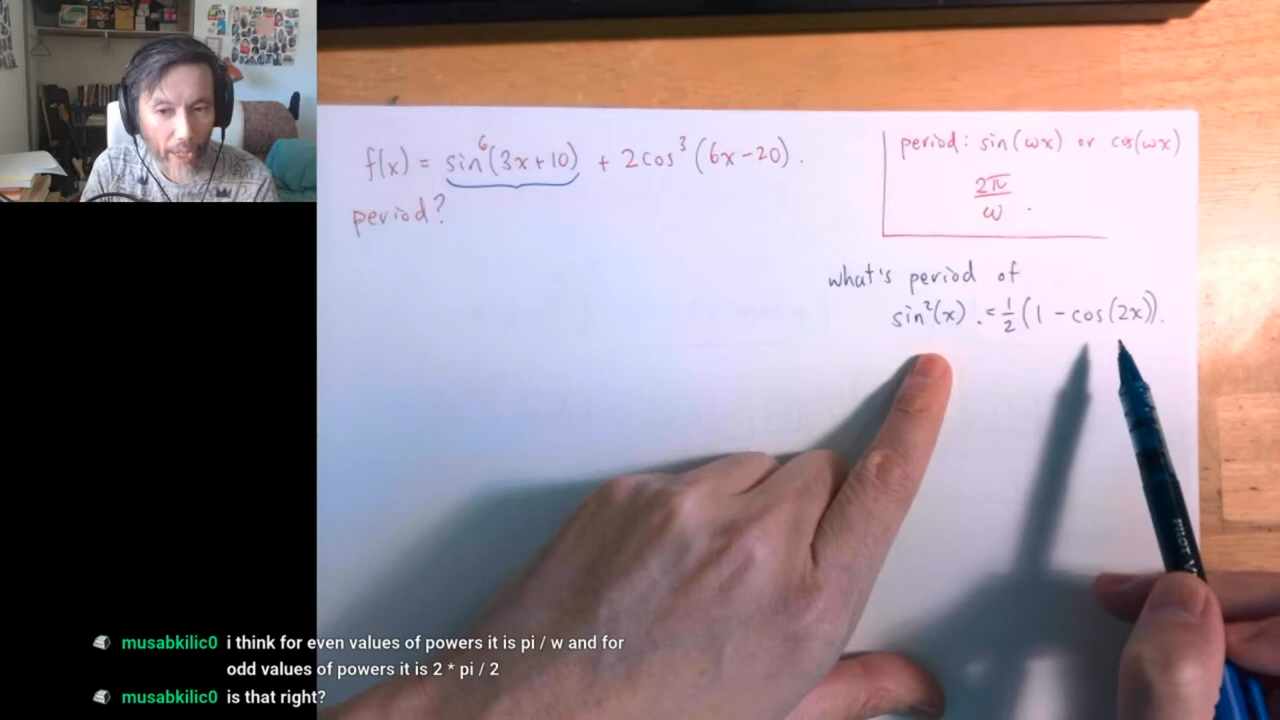 f(x) = sin⁶(3x+10) + 2cos³(6x-20).
period?
period: sin(ωx) or cos(ωx)
2π/ω.
what's period of
sin²(x). = ½(1 - cos(2x)).
PILOT V
musabkilic0 i think for even values of powers it is pi / w and for
odd values of powers it is 2 * pi / 2
musabkilic0 is that right?